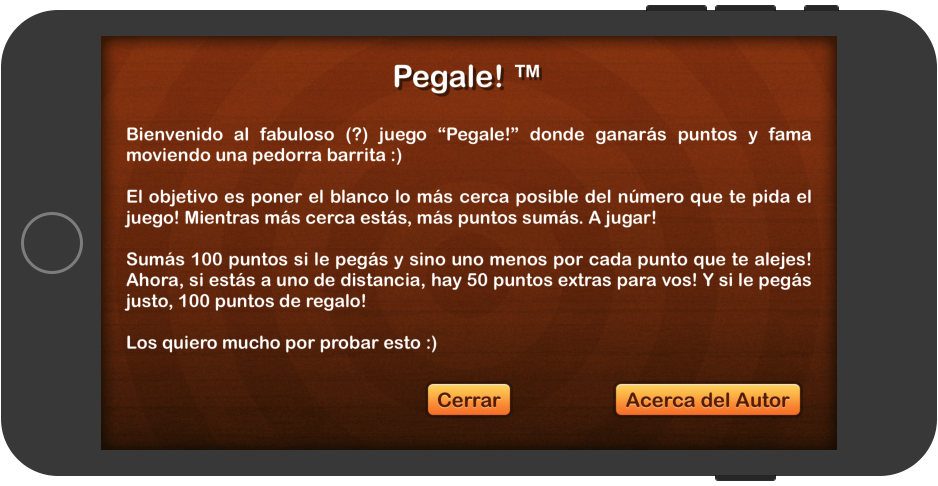 Pegale! ™
Bienvenido al fabuloso (?) juego “Pegale!” donde ganarás puntos y fama
moviendo una pedorra barrita :)
El objetivo es poner el blanco lo más cerca posible del número que te pida el
juego! Mientras más cerca estás, más puntos sumás. A jugar!
Sumás 100 puntos si le pegás y sino uno menos por cada punto que te alejes!
Ahora, si estás a uno de distancia, hay 50 puntos extras para vos! Y si le pegás
justo, 100 puntos de regalo!
Los quiero mucho por probar esto :)
Cerrar
Acerca del Autor